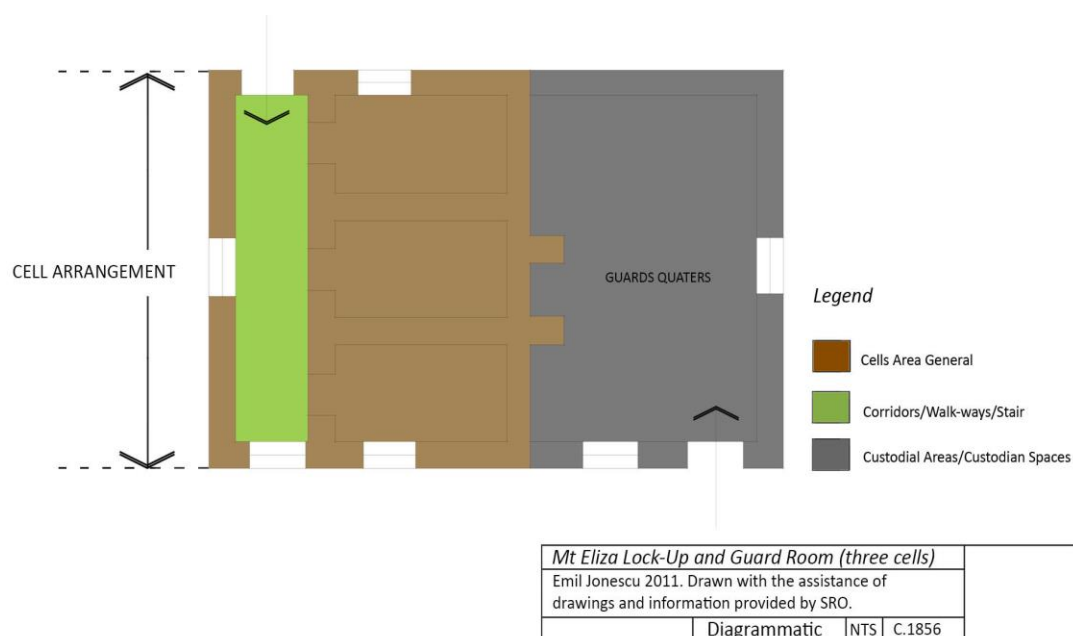 CELL ARRANGEMENT
GUARDS QUATERS
Legend
Cells Area General
Corridors/Walk-ways/Stair
Custodial Areas/Custodian Spaces
Mt Eliza Lock-Up and Guard Room (three cells)
Emil Jonescu 2011. Drawn with the assistance of
drawings and information provided by SRO.
Diagrammatic NTS C.1856